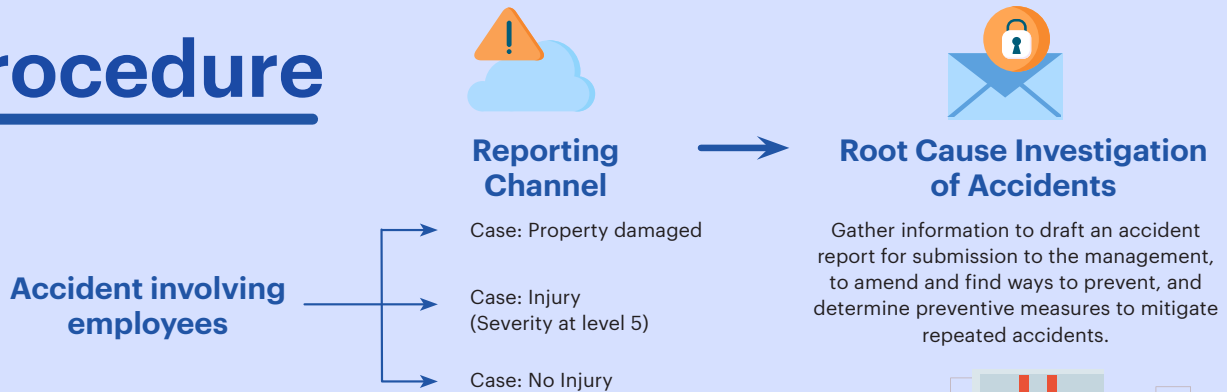 rocedure
Reporting
Channel
Root Cause Investigation
of Accidents
Gather information to draft an accident
report for submission to the management,
to amend and find ways to prevent, and
determine preventive measures to mitigate
repeated accidents.
Accident involving
employees
Case: Property damaged
Case: Injury
(Severity at level 5)
Case: No Injury